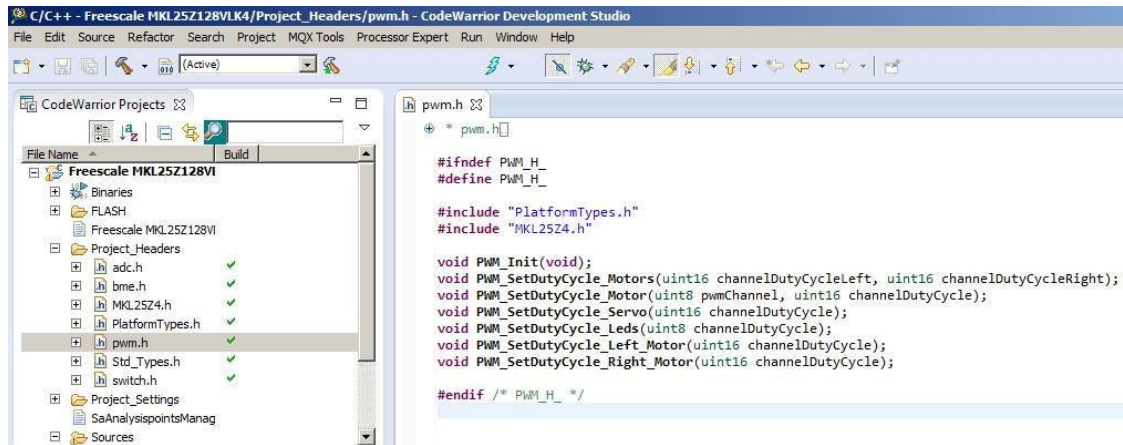 C/C++ - Freescale MKL25Z128VLK4/Project_Headers/pwm.h - CodeWarrior Development Studio
File Edit Source Refactor Search Project MQX Tools Processor Expert Run Window Help
(Active)
CodeWarrior Projects
File Name Build
Freescale MKL25Z128VI
Binaries
FLASH
Freescale MKL25Z128VI
Project_Headers
adc.h
bme.h
MKL25Z4.h
PlatformTypes.h
pwm.h
Std_Types.h
switch.h
Project_Settings
SaAnalysispointsManag
Sources
pwm.h
* pwm.h
#ifndef PWM_H_
#define PWM_H_
#include "PlatformTypes.h"
#include "MKL25Z4.h"
void PWM_Init(void);
void PWM_SetDutyCycle_Motors(uint16 channelDutyCycleLeft, uint16 channelDutyCycleRight);
void PWM_SetDutyCycle_Motor(uint8 pwmChannel, uint16 channelDutyCycle);
void PWM_SetDutyCycle_Servo(uint16 channelDutyCycle);
void PWM_SetDutyCycle_Leds(uint8 channelDutyCycle);
void PWM_SetDutyCycle_Left_Motor(uint16 channelDutyCycle);
void PWM_SetDutyCycle_Right_Motor(uint16 channelDutyCycle);
#endif /* PWM_H_ */